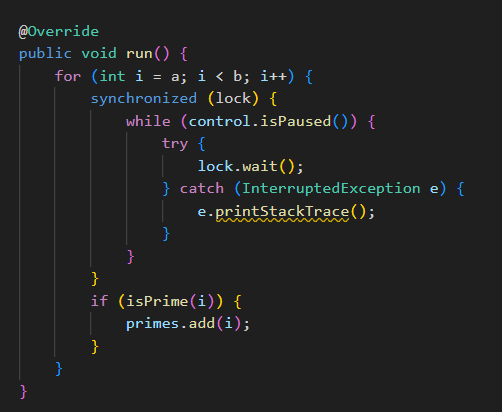 @Override
public void run() {
    for (int i = a; i < b; i++) {
        synchronized (lock) {
            while (control.isPaused()) {
                try {
                    lock.wait();
                } catch (InterruptedException e) {
                    e.printStackTrace();
                }
            }
        }
        if (isPrime(i)) {
            primes.add(i);
        }
    }
}